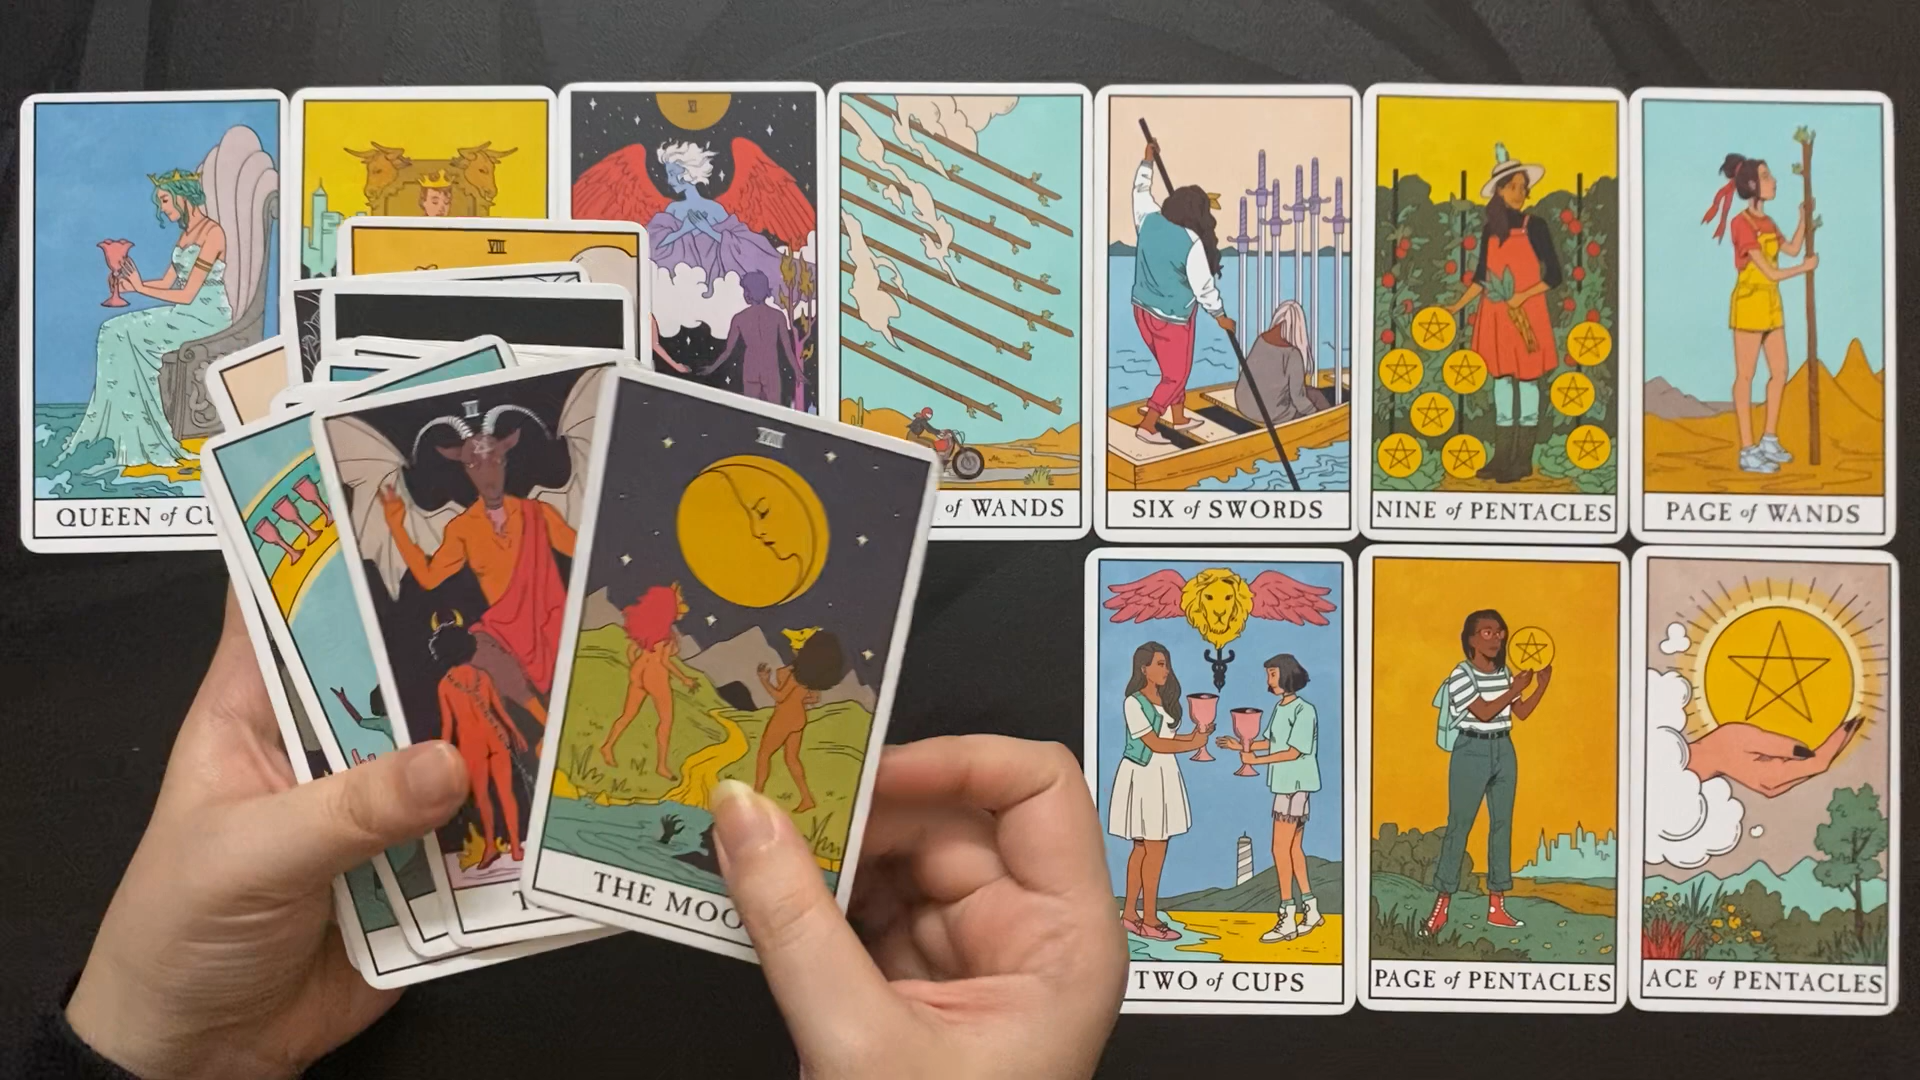 VI
VIII
QUEEN of CU
of WANDS
SIX of SWORDS
NINE of PENTACLES
PAGE of WANDS
THE MOO
TWO of CUPS
PAGE of PENTACLES
ACE of PENTACLES